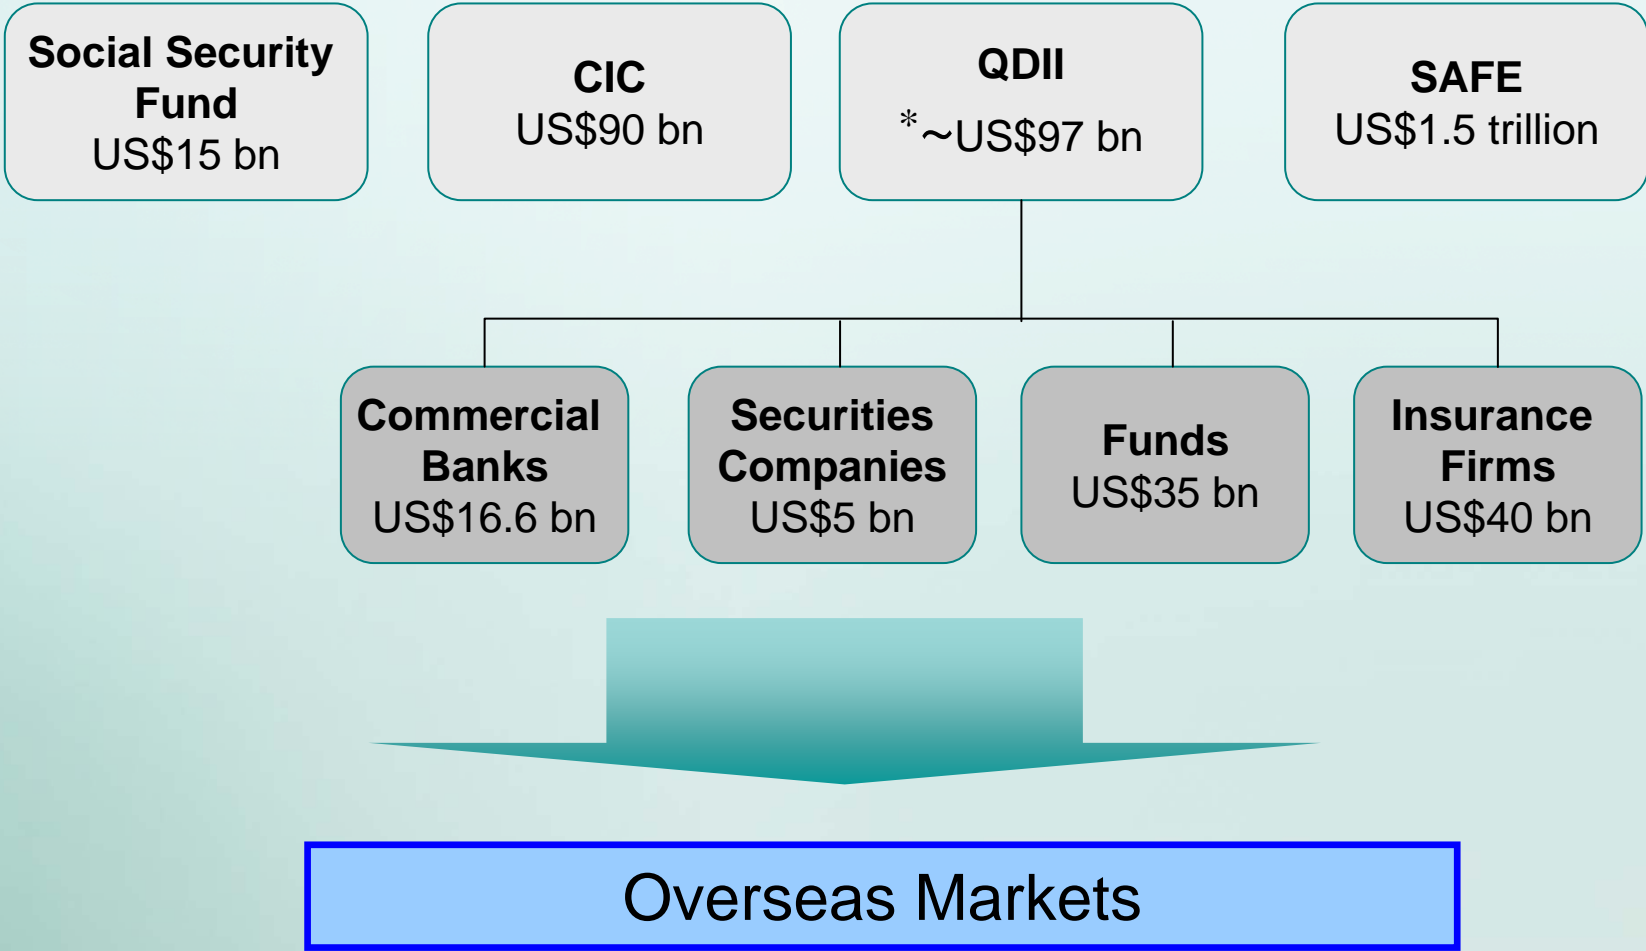 Social Security
Fund
US$15 bn
CIC
US$90 bn
QDII
*~US$97 bn
SAFE
US$1.5 trillion
Commercial
Banks
US$16.6 bn
Securities
Companies
US$5 bn
Funds
US$35 bn
Insurance
Firms
US$40 bn
Overseas Markets